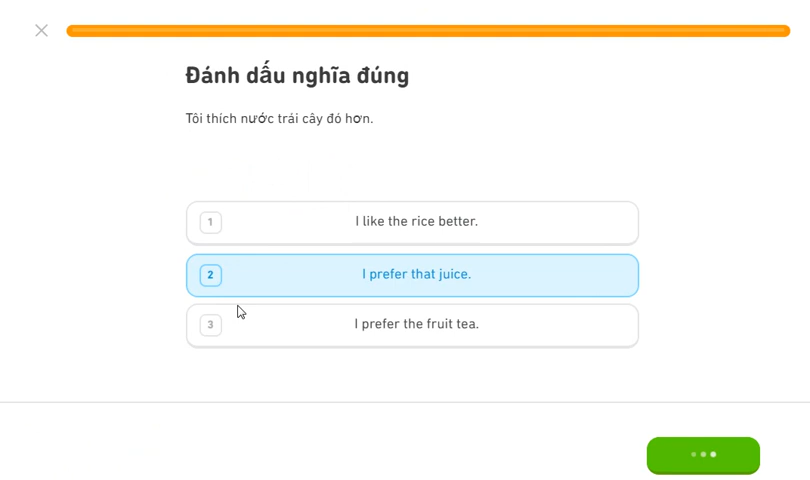 Đánh dấu nghĩa đúng
Tôi thích nước trái cây đó hơn.
1 I like the rice better.
2 I prefer that juice.
3 I prefer the fruit tea.